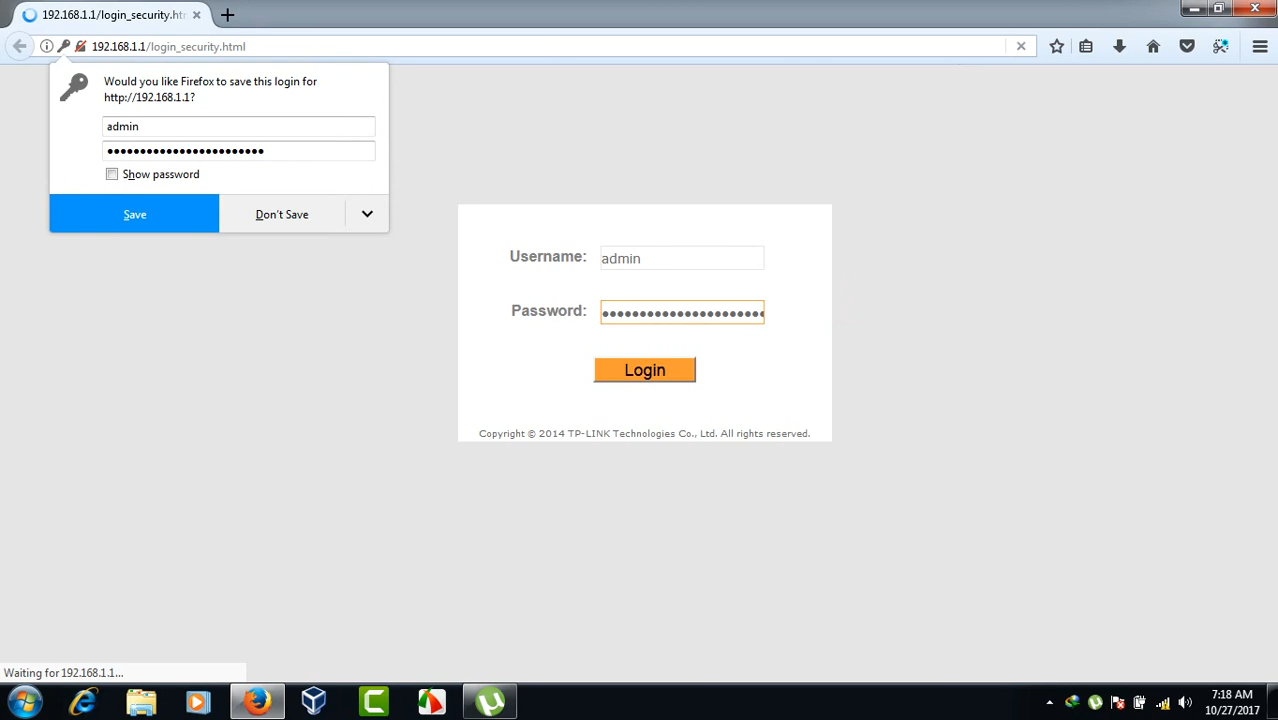 192.168.1.1/login_security.ht
192.168.1.1/login_security.html
Would you like Firefox to save this login for
http://192.168.1.1?
admin
●●●●●●●●●●●●●●●●●●●●●●●●
Show password
Save
Don't Save
Username: admin
Password: ●●●●●●●●●●●●●●●●●●●●●●
Login
Copyright © 2014 TP-LINK Technologies Co., Ltd. All rights reserved.
Waiting for 192.168.1.1...
7:18 AM
10/27/2017